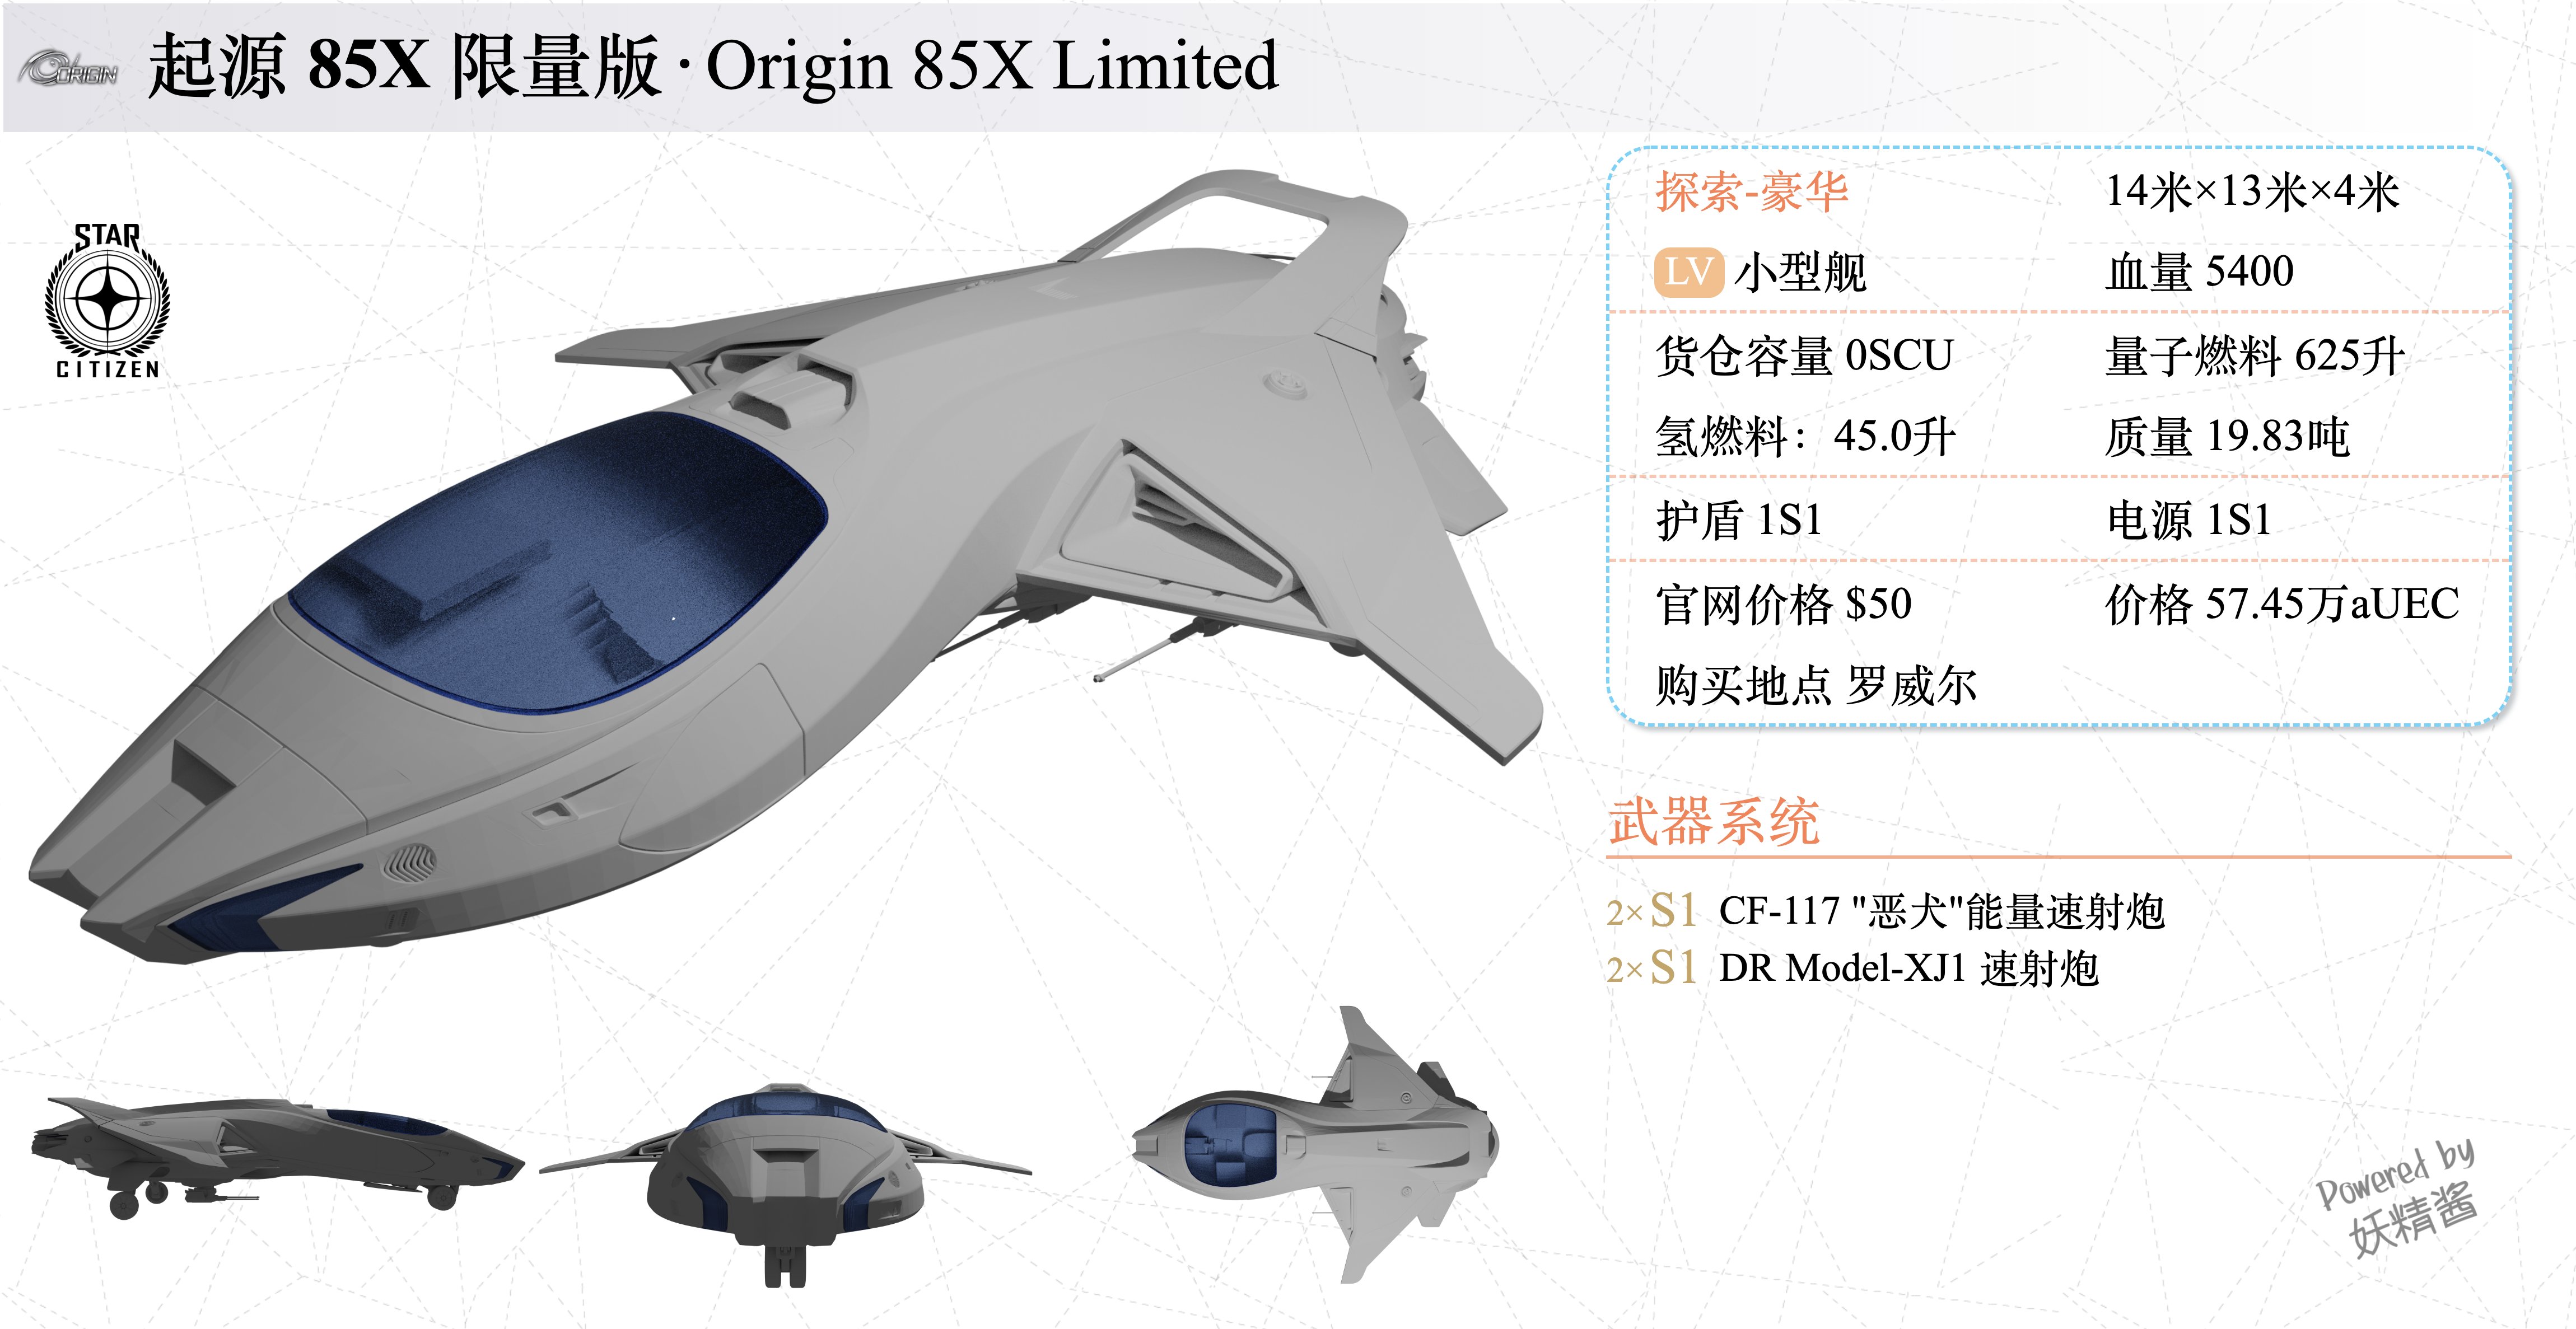 ORIGIN 起源 85X 限量版·Origin 85X Limited
STAR
CITIZEN
探索-豪华 14米×13米×4米
LV 小型舰 血量 5400
货仓容量 0SCU 量子燃料 625升
氢燃料：45.0升 质量 19.83吨
护盾 1S1 电源 1S1
官网价格 $50 价格 57.45万aUEC
购买地点 罗威尔
武器系统
2× S1 CF-117 "恶犬"能量速射炮
2× S1 DR Model-XJ1 速射炮
Powered by
妖精酱